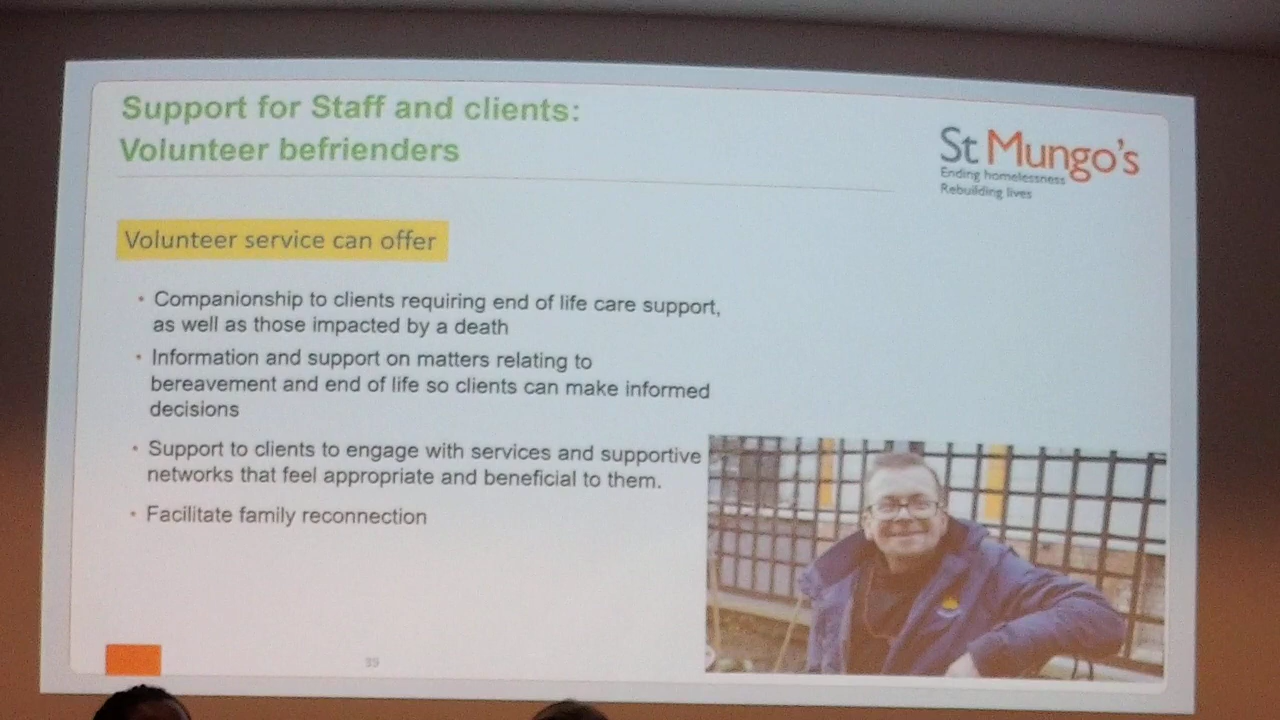 Support for Staff and clients:
Volunteer befrienders
St Mungo's
Ending homelessness
Rebuilding lives
Volunteer service can offer
• Companionship to clients requiring end of life care support,
as well as those impacted by a death
• Information and support on matters relating to
bereavement and end of life so clients can make informed
decisions
• Support to clients to engage with services and supportive
networks that feel appropriate and beneficial to them.
• Facilitate family reconnection